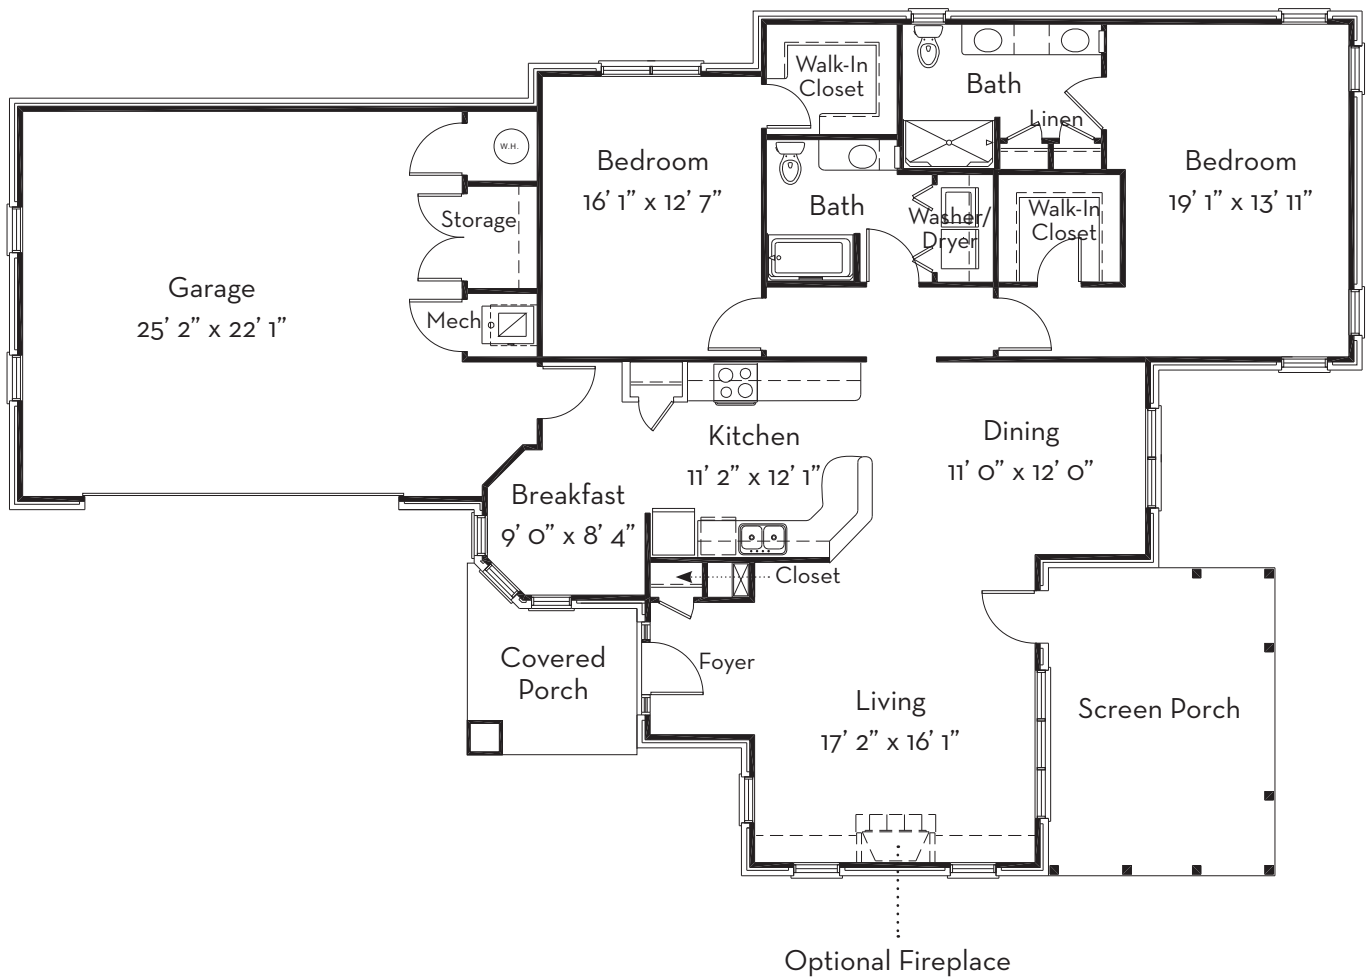 Walk-In
Closet
Bath
Linen
W.H.
Bedroom
16' 1” x 12' 7”
Bedroom
19' 1” x 13' 11”
Storage
Bath
Washer/
Dryer
Walk-In
Closet
Garage
25' 2” x 22' 1”
Mech
Kitchen
11' 2” x 12' 1”
Dining
11' 0” x 12' 0”
Breakfast
9' 0” x 8' 4”
Closet
Covered
Porch
Foyer
Living
17' 2” x 16' 1”
Screen Porch
Optional Fireplace